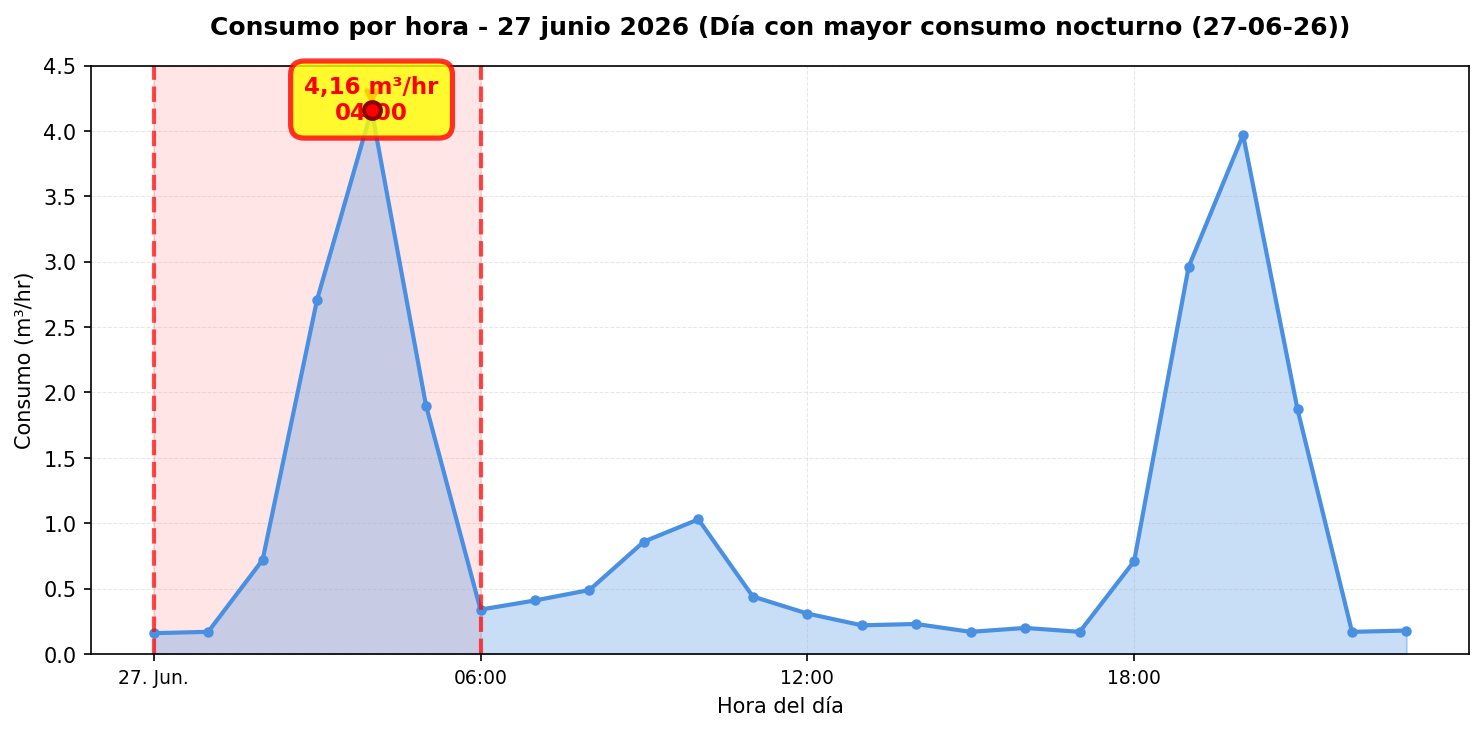 Consumo por hora - 27 junio 2026 (Día con mayor consumo nocturno (27-06-26))
4,16 m³/hr
04:00
Consumo (m³/hr)
4.5
4.0
3.5
3.0
2.5
2.0
1.5
1.0
0.5
0.0
27. Jun.
06:00
12:00
18:00
Hora del día